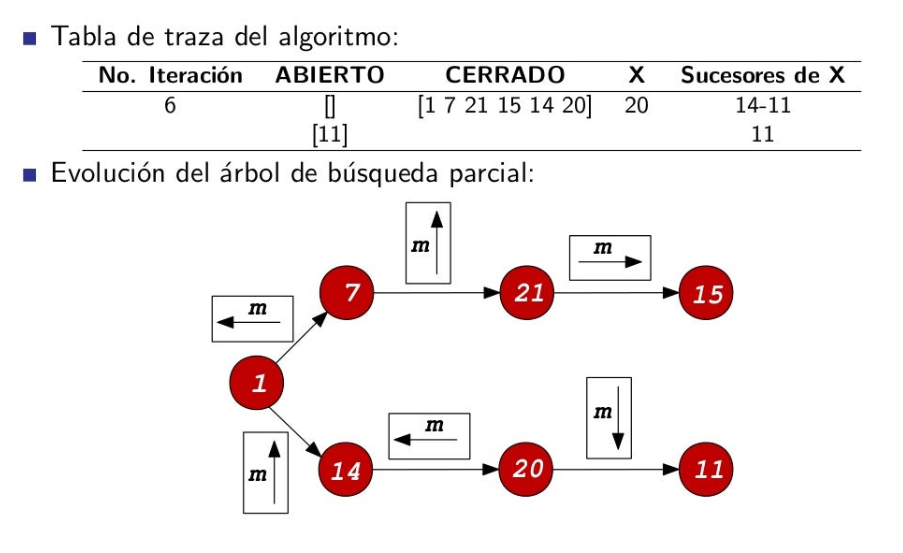 Tabla de traza del algoritmo:
No. Iteración ABIERTO CERRADO X Sucesores de X
6 [] [1 7 21 15 14 20] 20 14-11
[11] 11
Evolución del árbol de búsqueda parcial:
m
m
7
21
15
m
1
m
m
14
20
11
m